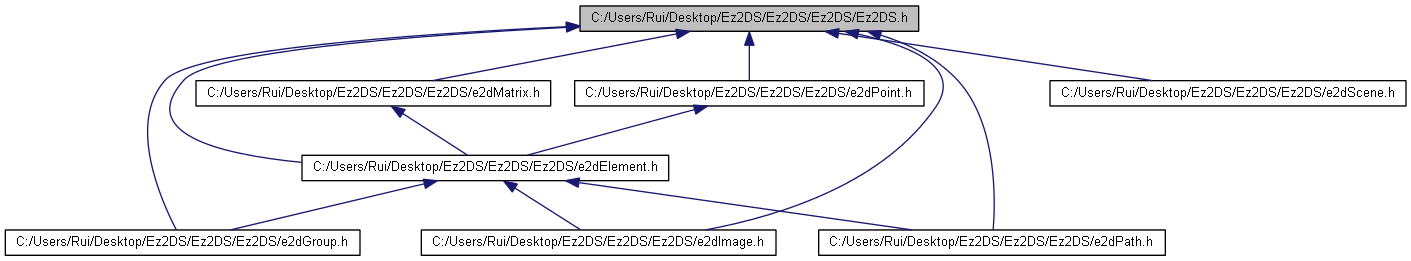 C:/Users/Rui/Desktop/Ez2DS/Ez2DS/Ez2DS/Ez2DS.h
C:/Users/Rui/Desktop/Ez2DS/Ez2DS/Ez2DS/e2dMatrix.h
C:/Users/Rui/Desktop/Ez2DS/Ez2DS/Ez2DS/e2dPoint.h
C:/Users/Rui/Desktop/Ez2DS/Ez2DS/Ez2DS/e2dScene.h
C:/Users/Rui/Desktop/Ez2DS/Ez2DS/Ez2DS/e2dElement.h
C:/Users/Rui/Desktop/Ez2DS/Ez2DS/Ez2DS/e2dGroup.h
C:/Users/Rui/Desktop/Ez2DS/Ez2DS/Ez2DS/e2dImage.h
C:/Users/Rui/Desktop/Ez2DS/Ez2DS/Ez2DS/e2dPath.h